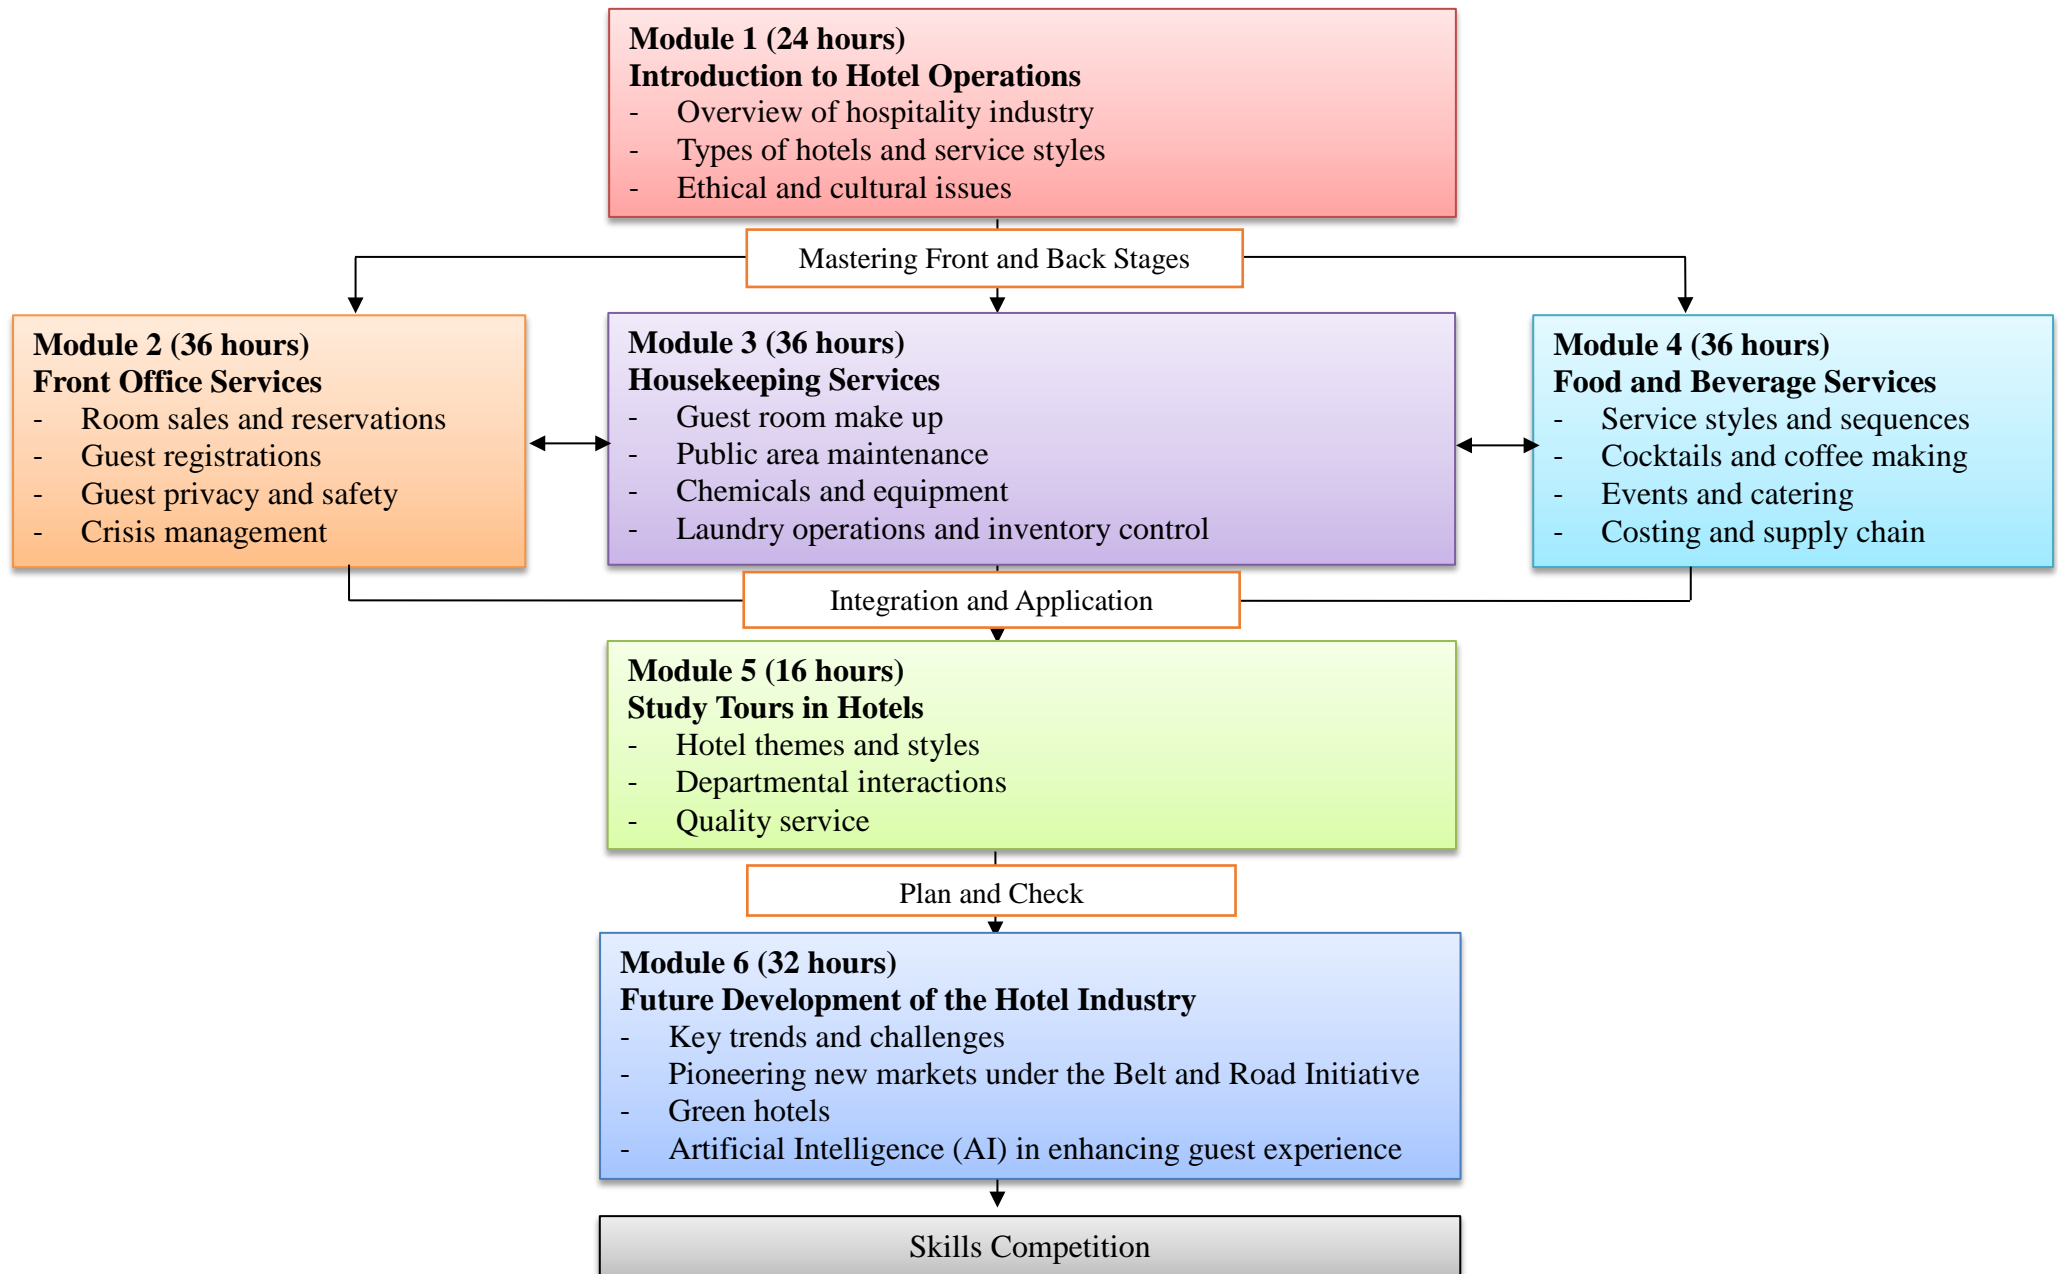 Module 1 (24 hours)
Introduction to Hotel Operations
- Overview of hospitality industry
- Types of hotels and service styles
- Ethical and cultural issues
Mastering Front and Back Stages
Module 2 (36 hours)
Front Office Services
- Room sales and reservations
- Guest registrations
- Guest privacy and safety
- Crisis management
Module 3 (36 hours)
Housekeeping Services
- Guest room make up
- Public area maintenance
- Chemicals and equipment
- Laundry operations and inventory control
Module 4 (36 hours)
Food and Beverage Services
- Service styles and sequences
- Cocktails and coffee making
- Events and catering
- Costing and supply chain
Integration and Application
Module 5 (16 hours)
Study Tours in Hotels
- Hotel themes and styles
- Departmental interactions
- Quality service
Plan and Check
Module 6 (32 hours)
Future Development of the Hotel Industry
- Key trends and challenges
- Pioneering new markets under the Belt and Road Initiative
- Green hotels
- Artificial Intelligence (AI) in enhancing guest experience
Skills Competition